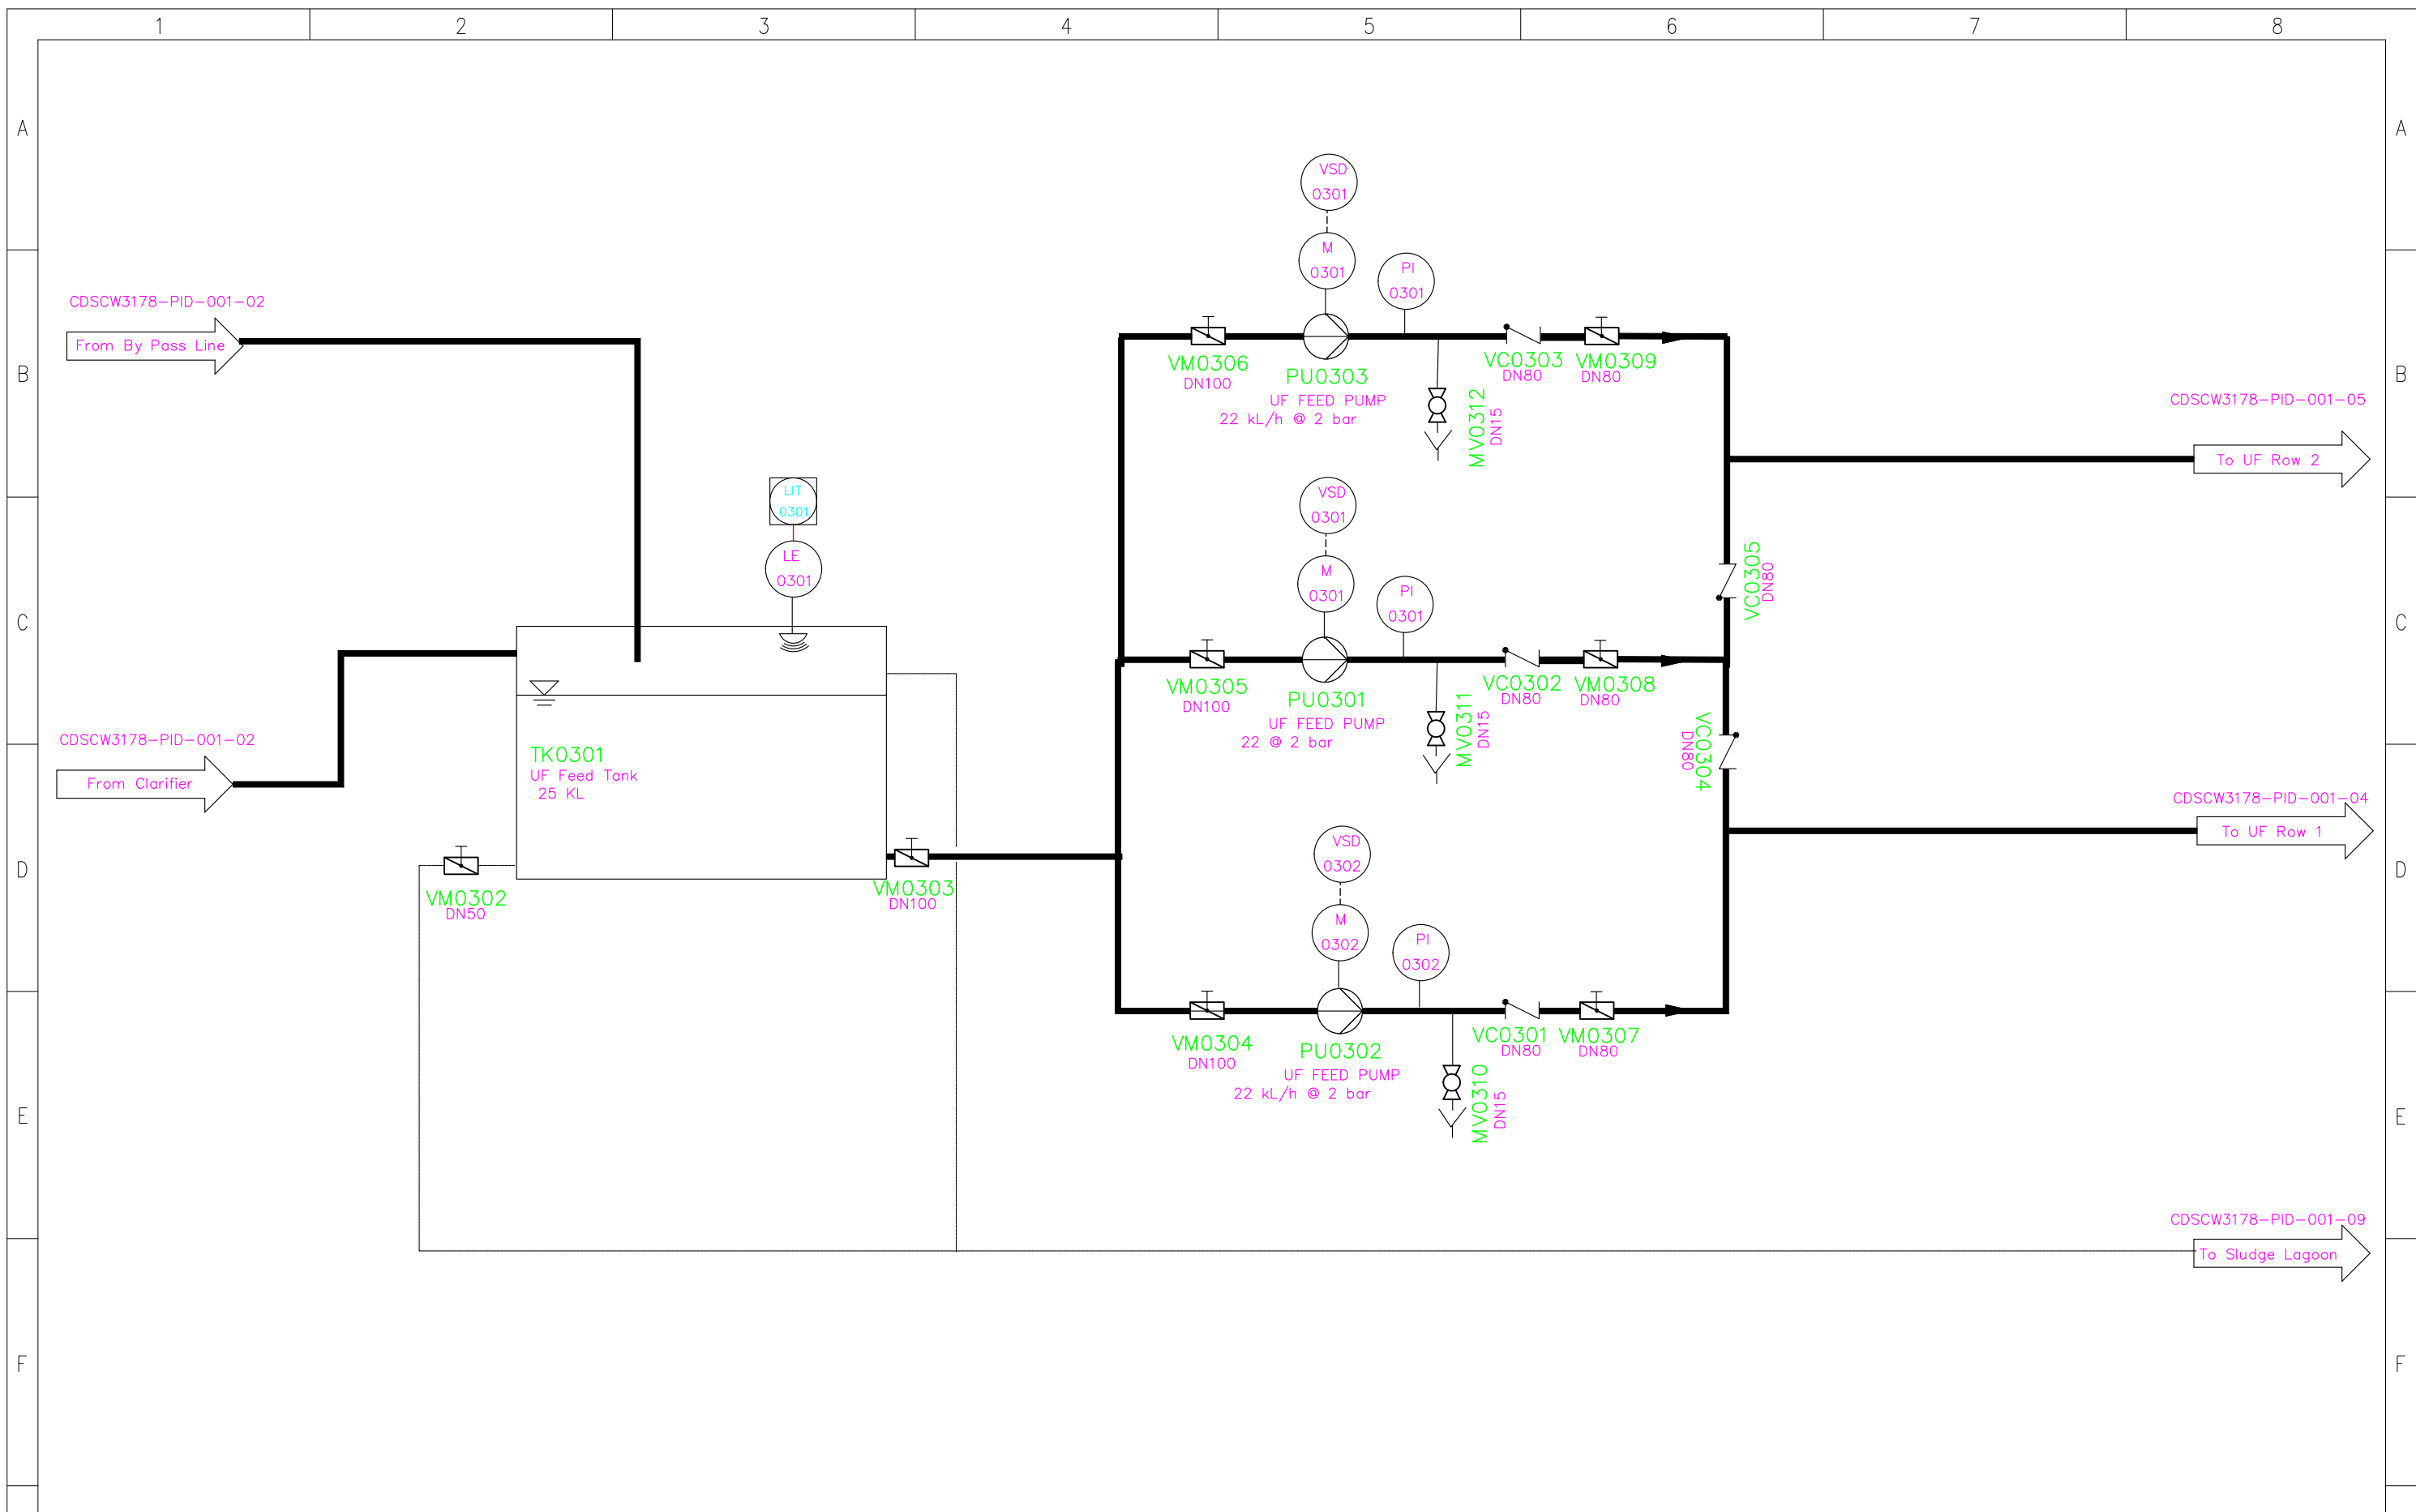 1
2
3
4
5
6
7
8
A
A
VSD
0301
M
0301
PI
0301
CDSCW3178-PID-001-02
From By Pass Line
VM0306
DN100
PU0303
UF FEED PUMP
22 kL/h @ 2 bar
MV0312
DN15
VC0303
DN80
VM0309
DN80
B
B
CDSCW3178-PID-001-05
To UF Row 2
LIT
0301
LE
0301
VSD
0301
M
0301
PI
0301
VC0305
DN80
C
C
VM0305
DN100
PU0301
UF FEED PUMP
22 @ 2 bar
MV0311
DN15
VC0302
DN80
VM0308
DN80
VC0304
DN80
CDSCW3178-PID-001-02
From Clarifier
TK0301
UF Feed Tank
25 KL
CDSCW3178-PID-001-04
To UF Row 1
D
D
VM0302
DN50
VM0303
DN100
VSD
0302
M
0302
PI
0302
VM0304
DN100
PU0302
UF FEED PUMP
22 kL/h @ 2 bar
MV0310
DN15
VC0301
DN80
VM0307
DN80
E
E
CDSCW3178-PID-001-09
To Sludge Lagoon
F
F